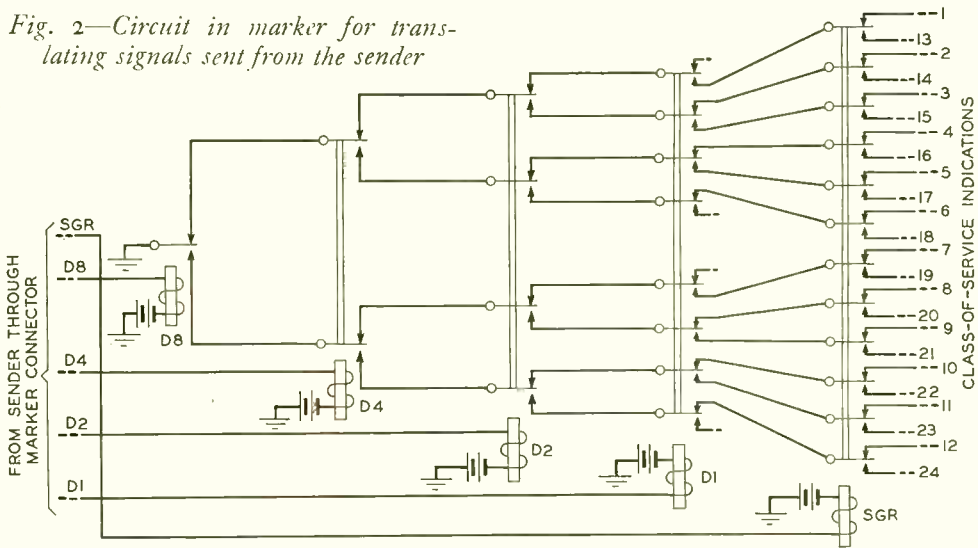 Fig. 2—Circuit in marker for trans-
lating signals sent from the sender
FROM SENDER THROUGH
MARKER CONNECTOR
SGR
D8
D4
D2
D1
D8
D4
D2
D1
SGR
1
13
2
14
3
15
4
16
5
17
6
18
7
19
8
20
9
21
10
22
11
23
12
24
CLASS-OF-SERVICE INDICATIONS